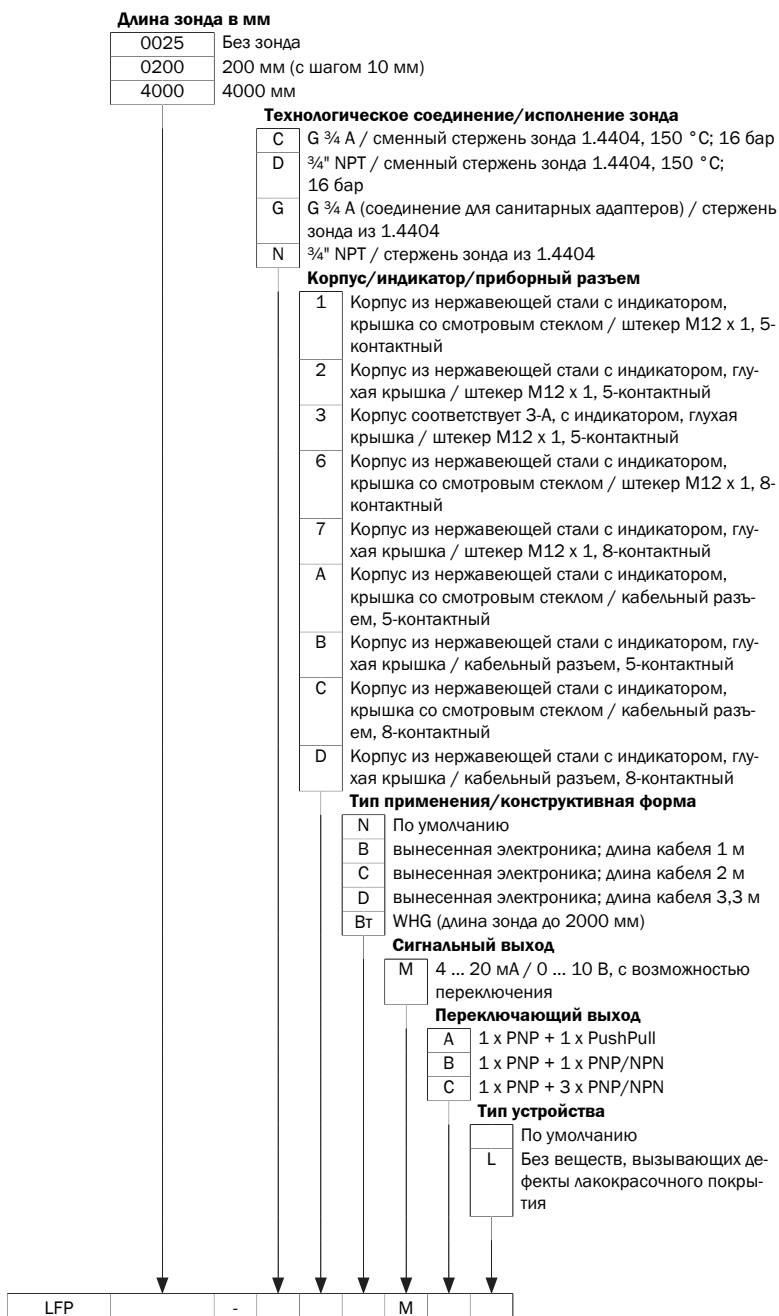 Длина зонда в мм
0025 Без зонда
0200 200 мм (с шагом 10 мм)
4000 4000 мм
Технологическое соединение/исполнение зонда
C G ¾ A / сменный стержень зонда 1.4404, 150 °C; 16 бар
D ¾" NPT / сменный стержень зонда 1.4404, 150 °C;
16 бар
G G ¾ A (соединение для санитарных адаптеров) / стержень
зонда из 1.4404
N ¾" NPT / стержень зонда из 1.4404
Корпус/индикатор/приборный разъем
1 Корпус из нержавеющей стали с индикатором,
крышка со смотровым стеклом / штекер M12 x 1, 5-
контактный
2 Корпус из нержавеющей стали с индикатором, глу-
хая крышка / штекер M12 x 1, 5-контактный
3 Корпус соответствует 3-A, с индикатором, глухая
крышка / штекер M12 x 1, 5-контактный
6 Корпус из нержавеющей стали с индикатором,
крышка со смотровым стеклом / штекер M12 x 1, 8-
контактный
7 Корпус из нержавеющей стали с индикатором, глу-
хая крышка / штекер M12 x 1, 8-контактный
A Корпус из нержавеющей стали с индикатором,
крышка со смотровым стеклом / кабельный разъ-
ем, 5-контактный
B Корпус из нержавеющей стали с индикатором, глу-
хая крышка / кабельный разъем, 5-контактный
C Корпус из нержавеющей стали с индикатором,
крышка со смотровым стеклом / кабельный разъ-
ем, 8-контактный
D Корпус из нержавеющей стали с индикатором, глу-
хая крышка / кабельный разъем, 8-контактный
Тип применения/конструктивная форма
N По умолчанию
B вынесенная электроника; длина кабеля 1 м
C вынесенная электроника; длина кабеля 2 м
D вынесенная электроника; длина кабеля 3,3 м
Вт WHG (длина зонда до 2000 мм)
Сигнальный выход
M 4 ... 20 мА / 0 ... 10 В, с возможностью
переключения
Переключающий выход
A 1 x PNP + 1 x PushPull
B 1 x PNP + 1 x PNP/NPN
C 1 x PNP + 3 x PNP/NPN
Тип устройства
По умолчанию
L Без веществ, вызывающих де-
фекты лакокрасочного покры-
тия
LFP - M